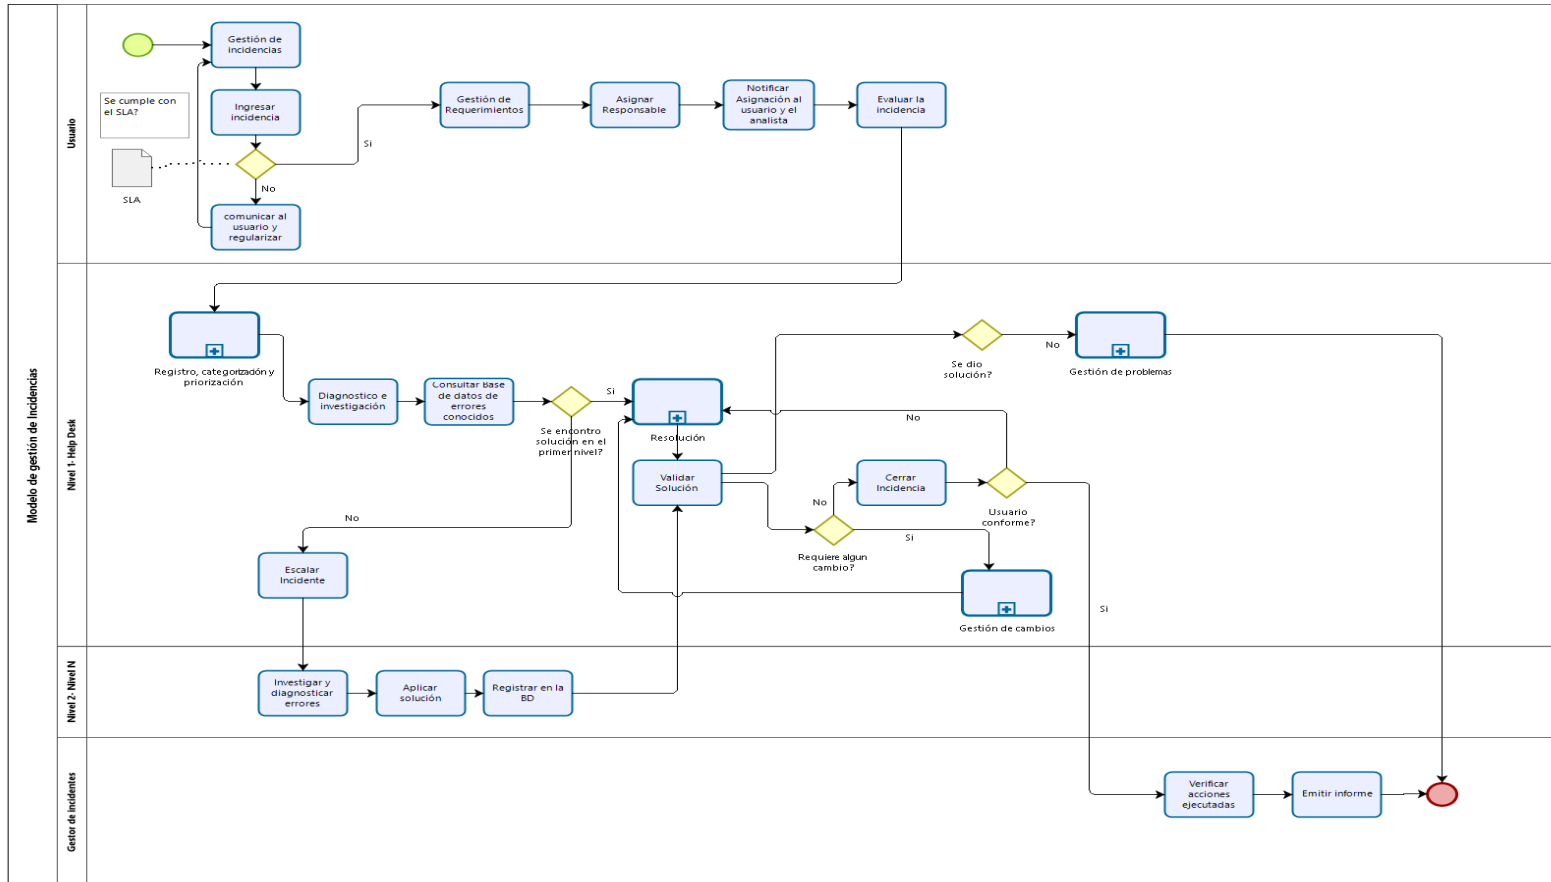 Modelo de gestión de Incidencias
Usuario
Gestión de
incidencias
Se cumple con
el SLA?
Ingresar
incidencia
SLA
Si
No
comunicar al
usuario y
regularizar
Gestión de
Requerimientos
Asignar
Responsable
Notificar
Asignación al
usuario y el
analista
Evaluar la
incidencia
Nivel 1- Help Desk
Registro, categorización y
priorización
Diagnostico e
investigación
Consultar Base
de datos de
errores
conocidos
Si
Se encontro
solución en el
primer nivel?
No
Resolución
Validar
Solución
Se dio
solución?
No
Gestión de problemas
No
Cerrar
Incidencia
No
Usuario
conforme?
Requiere algun
cambio?
Si
Gestión de cambios
Si
Escalar
Incidente
Nivel 2- Nivel N
Investigar y
diagnosticar
errores
Aplicar
solución
Registrar en la
BD
Gestor de incidentes
Verificar
acciones
ejecutadas
Emitir informe